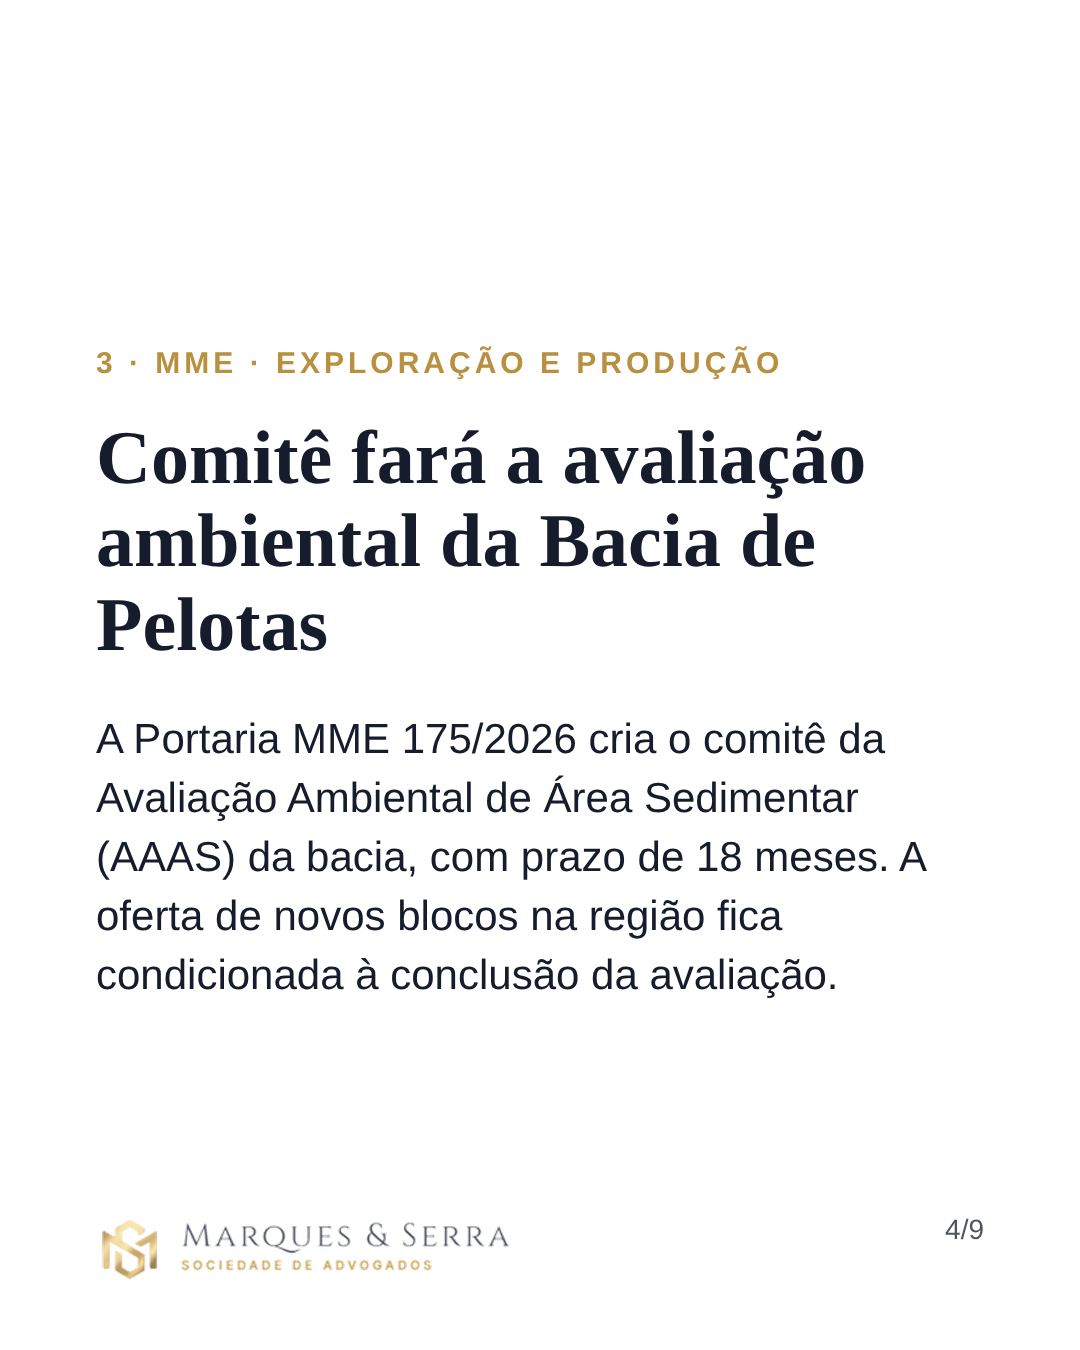 3 · MME · EXPLORAÇÃO E PRODUÇÃO
Comitê fará a avaliação
ambiental da Bacia de
Pelotas
A Portaria MME 175/2026 cria o comitê da
Avaliação Ambiental de Área Sedimentar
(AAAS) da bacia, com prazo de 18 meses. A
oferta de novos blocos na região fica
condicionada à conclusão da avaliação.
MARQUES & SERRA
SOCIEDADE DE ADVOGADOS
4/9